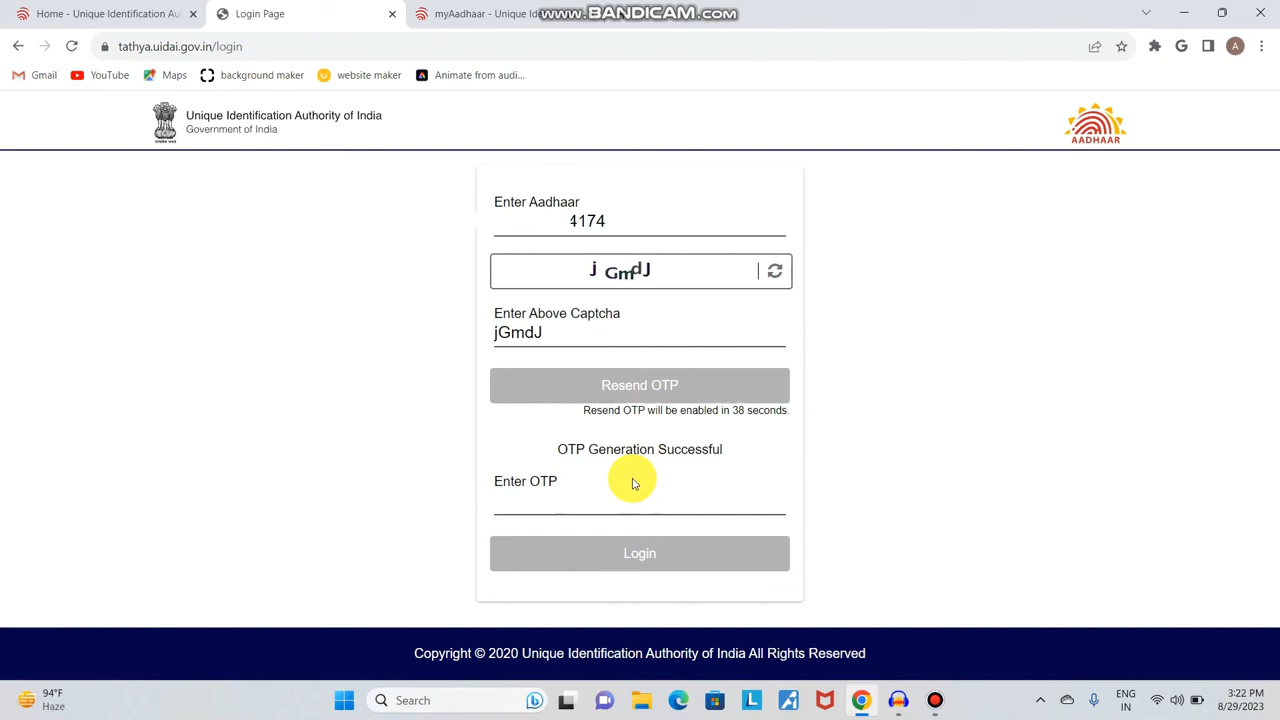 www.BANDICAM.com
Home - Unique Identification Au
Login Page
myAadhaar - Unique Ide
tathya.uidai.gov.in/login
A
Gmail
YouTube
Maps
background maker
website maker
Animate from audi...
Unique Identification Authority of India
Government of India
AADHAAR
Enter Aadhaar
4174
jGmdJ
Enter Above Captcha
jGmdJ
Resend OTP
Resend OTP will be enabled in 38 seconds.
OTP Generation Successful
Enter OTP
Login
Copyright © 2020 Unique Identification Authority of India All Rights Reserved
94°F
Haze
Search
ENG
IN
3:22 PM
8/29/2023